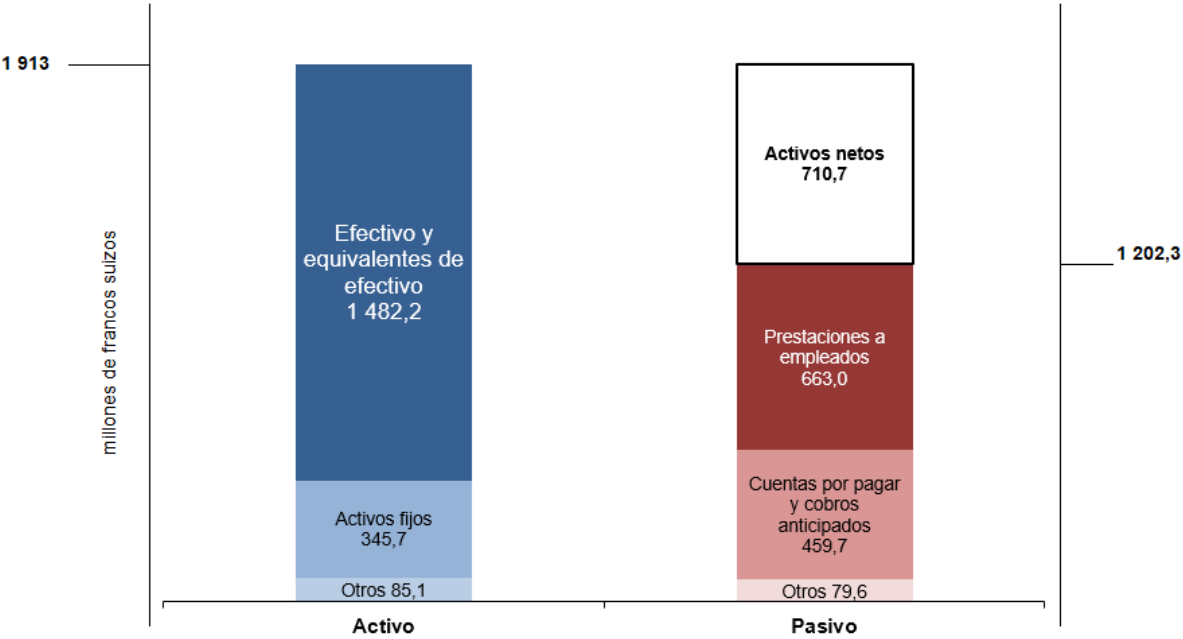 1 913
millones de francos suizos
Efectivo y
equivalentes de
efectivo
1 482,2
Activos fijos
345,7
Otros 85,1
Activo
Activos netos
710,7
Prestaciones a
empleados
663,0
Cuentas por pagar
y cobros
anticipados
459,7
Otros 79,6
Pasivo
1 202,3